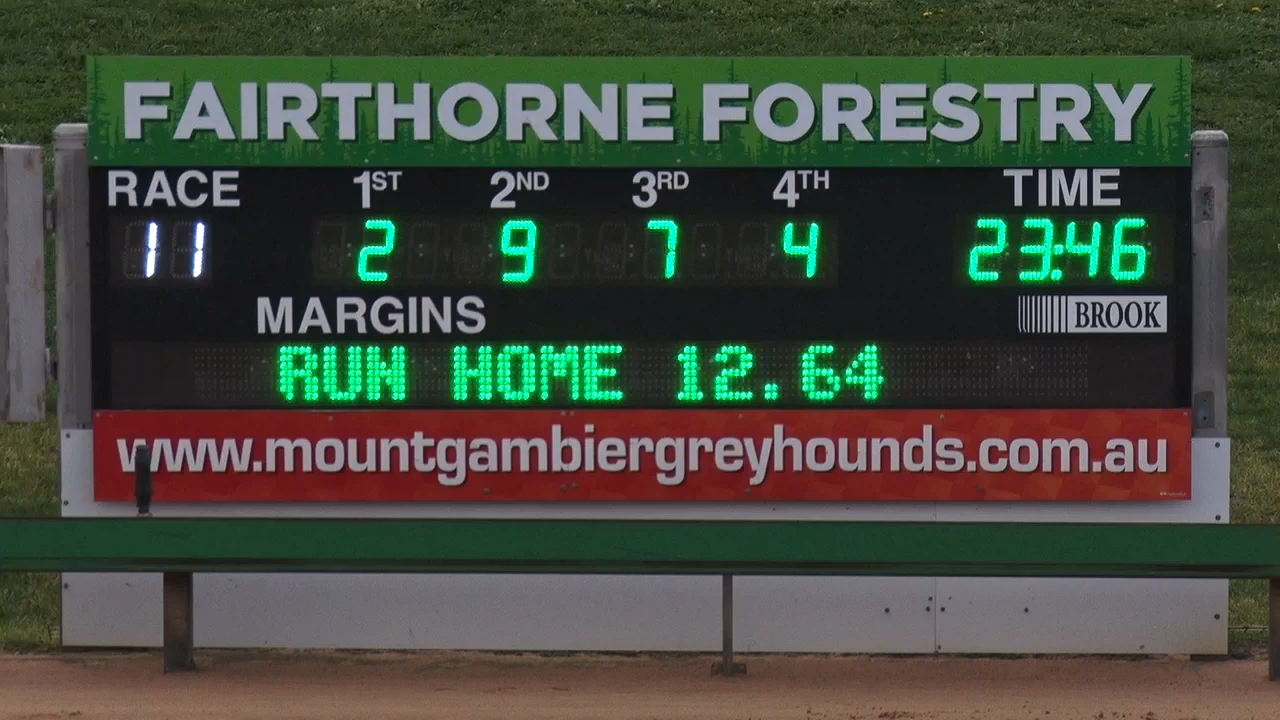 FAIRTHORNE FORESTRY
RACE 1ST 2ND 3RD 4TH TIME
11 2 9 7 4 23:46
MARGINS BROOK
RUN HOME 12.64
www.mountgambiergreyhounds.com.au